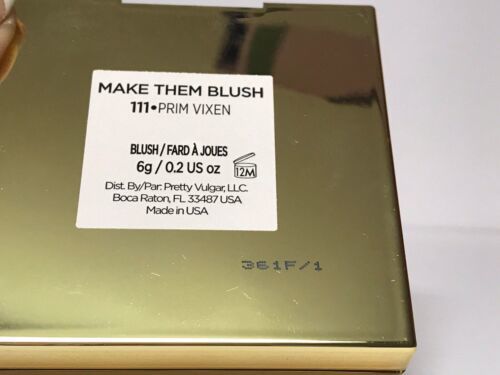 MAKE THEM BLUSH
111•PRIM VIXEN
BLUSH/FARD À JOUES
6g / 0.2 US oz
12M
Dist. By/Par: Pretty Vulgar, LLC.
Boca Raton, FL 33487 USA
Made in USA
361F/1